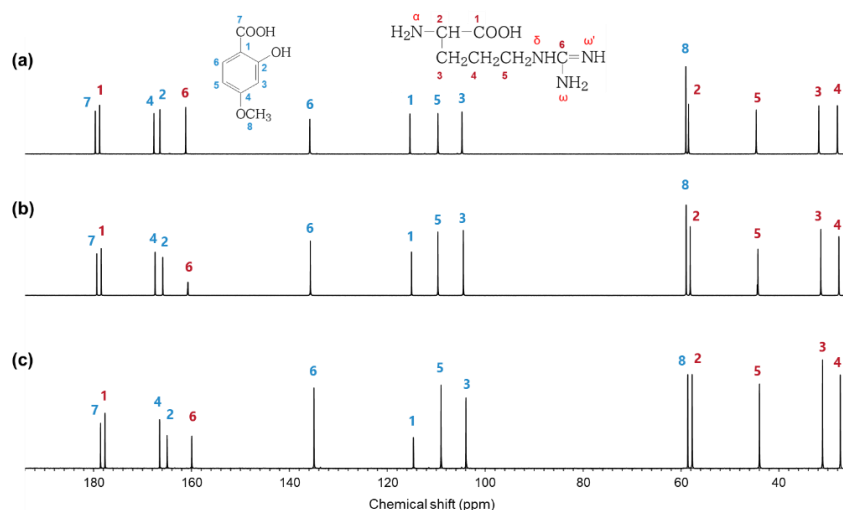 7
COOH
1
6
2
OH
5
3
4
OCH₃
8
α
H₂N
2
CH
1
COOH
CH₂CH₂CH₂
3
4
5
δ
NH
6
C
ω'
NH
NH₂
ω
(a)
7 1 4 2 6 6 1 5 3 8 2 5 3 4
(b)
7 1 4 2 6 6 1 5 3 8 2 5 3 4
(c)
7 1 4 2 6 6 1 5 3 8 2 5 3 4
180 160 140 120 100 80 60 40
Chemical shift (ppm)